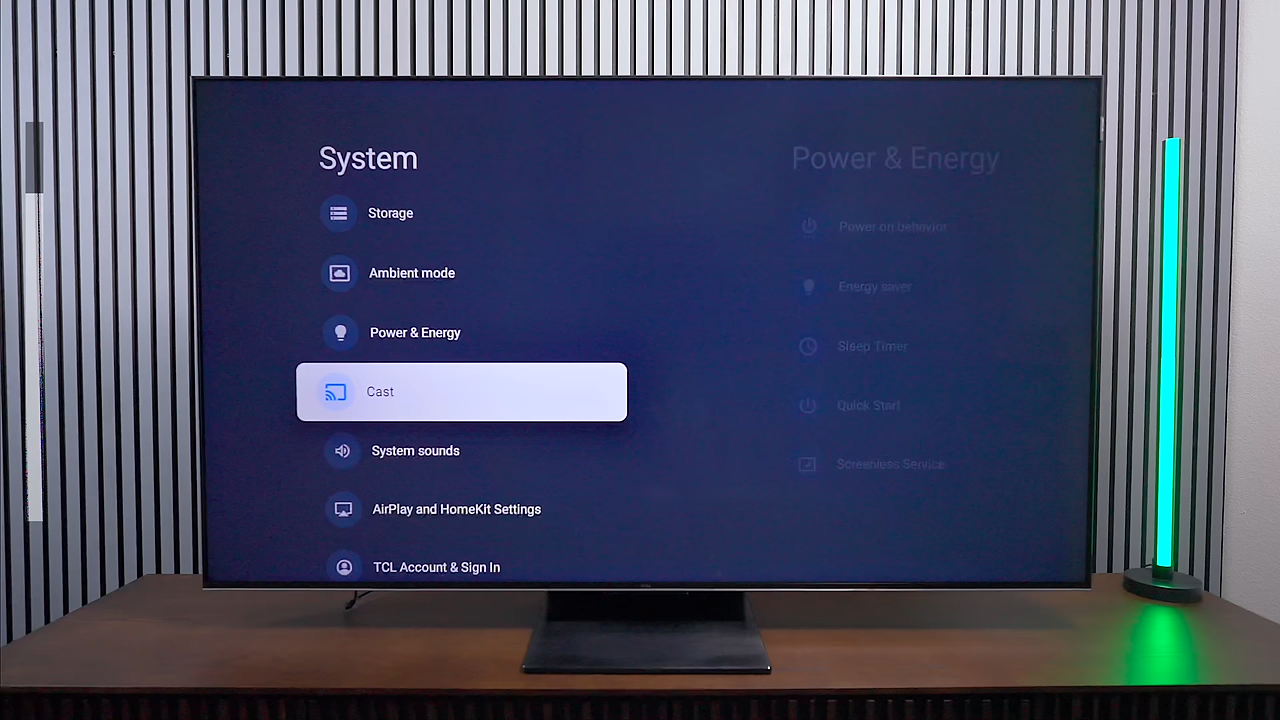 System
Storage
Ambient mode
Power & Energy
Cast
System sounds
AirPlay and HomeKit Settings
TCL Account & Sign In
Power & Energy
Power on behavior
Energy saver
Sleep Timer
Quick Start
Screenless Service